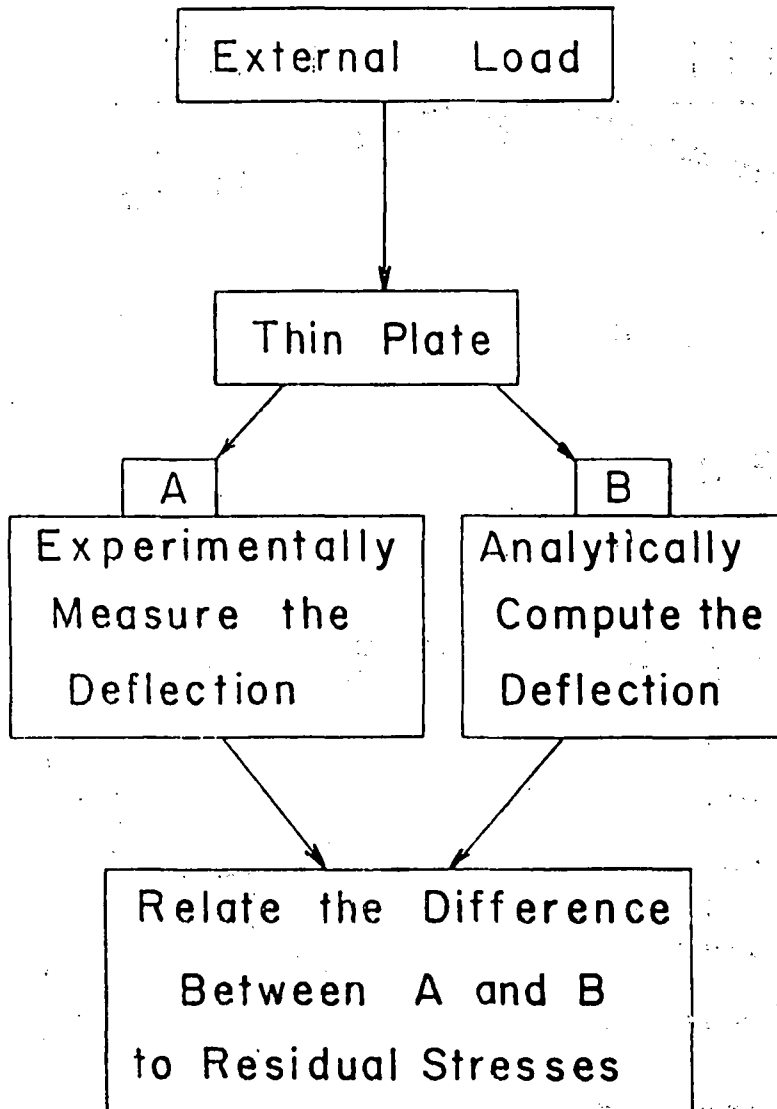 External Load
Thin Plate
A
Experimentally
Measure the
Deflection
B
Analytically
Compute the
Deflection
Relate the Difference
Between A and B
to Residual Stresses